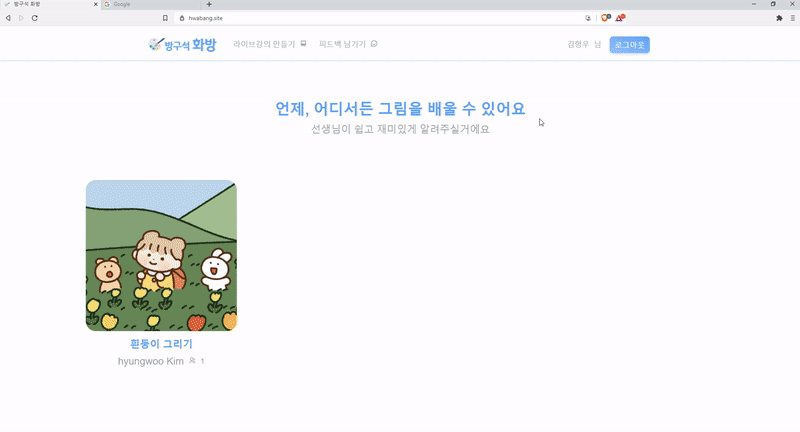 방구석 화방
Google
hwabang.site
방구석 화방
라이브강의 만들기
피드백 남기기
김형우 님
로그아웃
언제, 어디서든 그림을 배울 수 있어요
선생님이 쉽고 재미있게 알려주실거에요
흰둥이 그리기
hyungwoo Kim 1